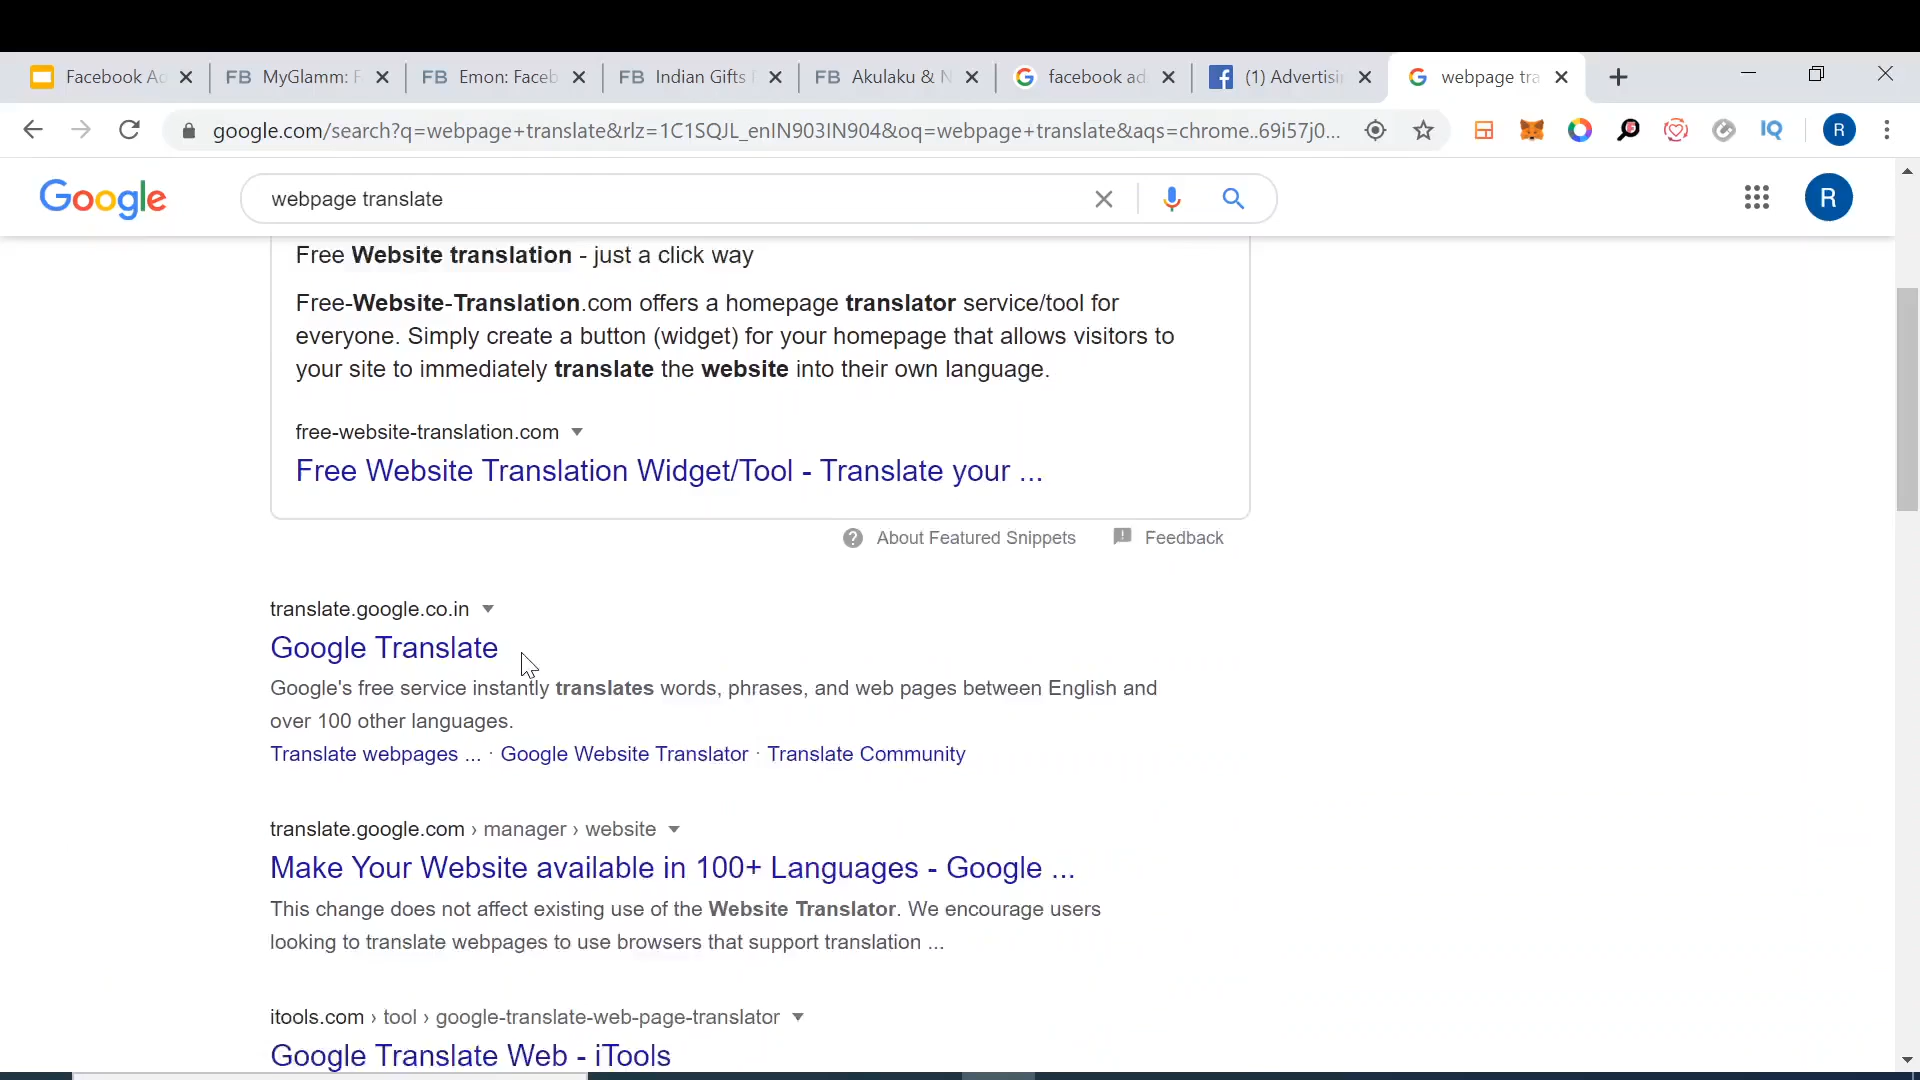 Facebook Ad
FB MyGlamm: F
FB Emon: Faceb
FB Indian Gifts
FB Akulaku & N
facebook ad
(1) Advertisi
webpage tra
google.com/search?q=webpage+translate&rlz=1C1SQJL_enIN903IN904&oq=webpage+translate&aqs=chrome..69i57j0...
IQ
R
Google
webpage translate
R
Free Website translation - just a click way
Free-Website-Translation.com offers a homepage translator service/tool for
everyone. Simply create a button (widget) for your homepage that allows visitors to
your site to immediately translate the website into their own language.
free-website-translation.com
Free Website Translation Widget/Tool - Translate your ...
About Featured Snippets
Feedback
translate.google.co.in
Google Translate
Google's free service instantly translates words, phrases, and web pages between English and
over 100 other languages.
Translate webpages ... · Google Website Translator · Translate Community
translate.google.com › manager › website
Make Your Website available in 100+ Languages - Google ...
This change does not affect existing use of the Website Translator. We encourage users
looking to translate webpages to use browsers that support translation ...
itools.com › tool › google-translate-web-page-translator
Google Translate Web - iTools